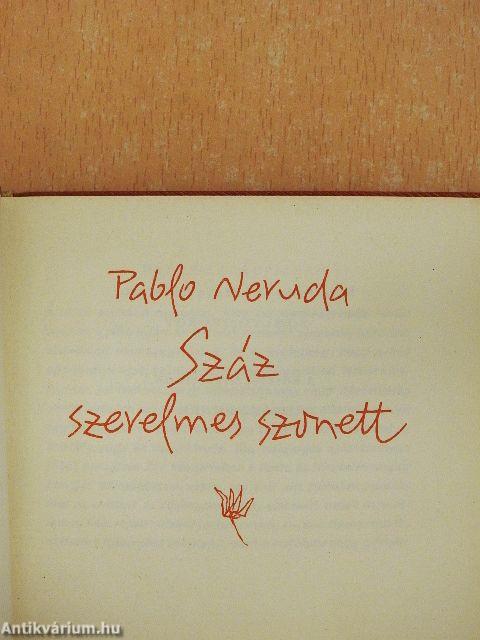 Pablo Neruda
Száz
szerelmes szonett
Antikvárium.hu